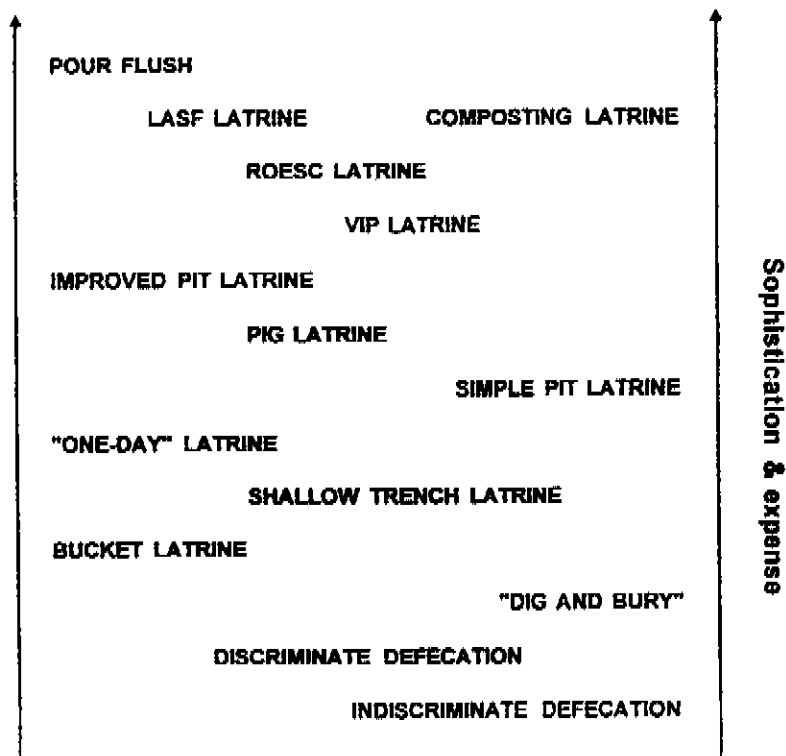 POUR FLUSH
LASF LATRINE COMPOSTING LATRINE
ROESC LATRINE
VIP LATRINE
IMPROVED PIT LATRINE
PIG LATRINE
SIMPLE PIT LATRINE
"ONE-DAY" LATRINE
SHALLOW TRENCH LATRINE
BUCKET LATRINE
"DIG AND BURY"
DISCRIMINATE DEFECATION
INDISCRIMINATE DEFECATION
Sophistication & expense